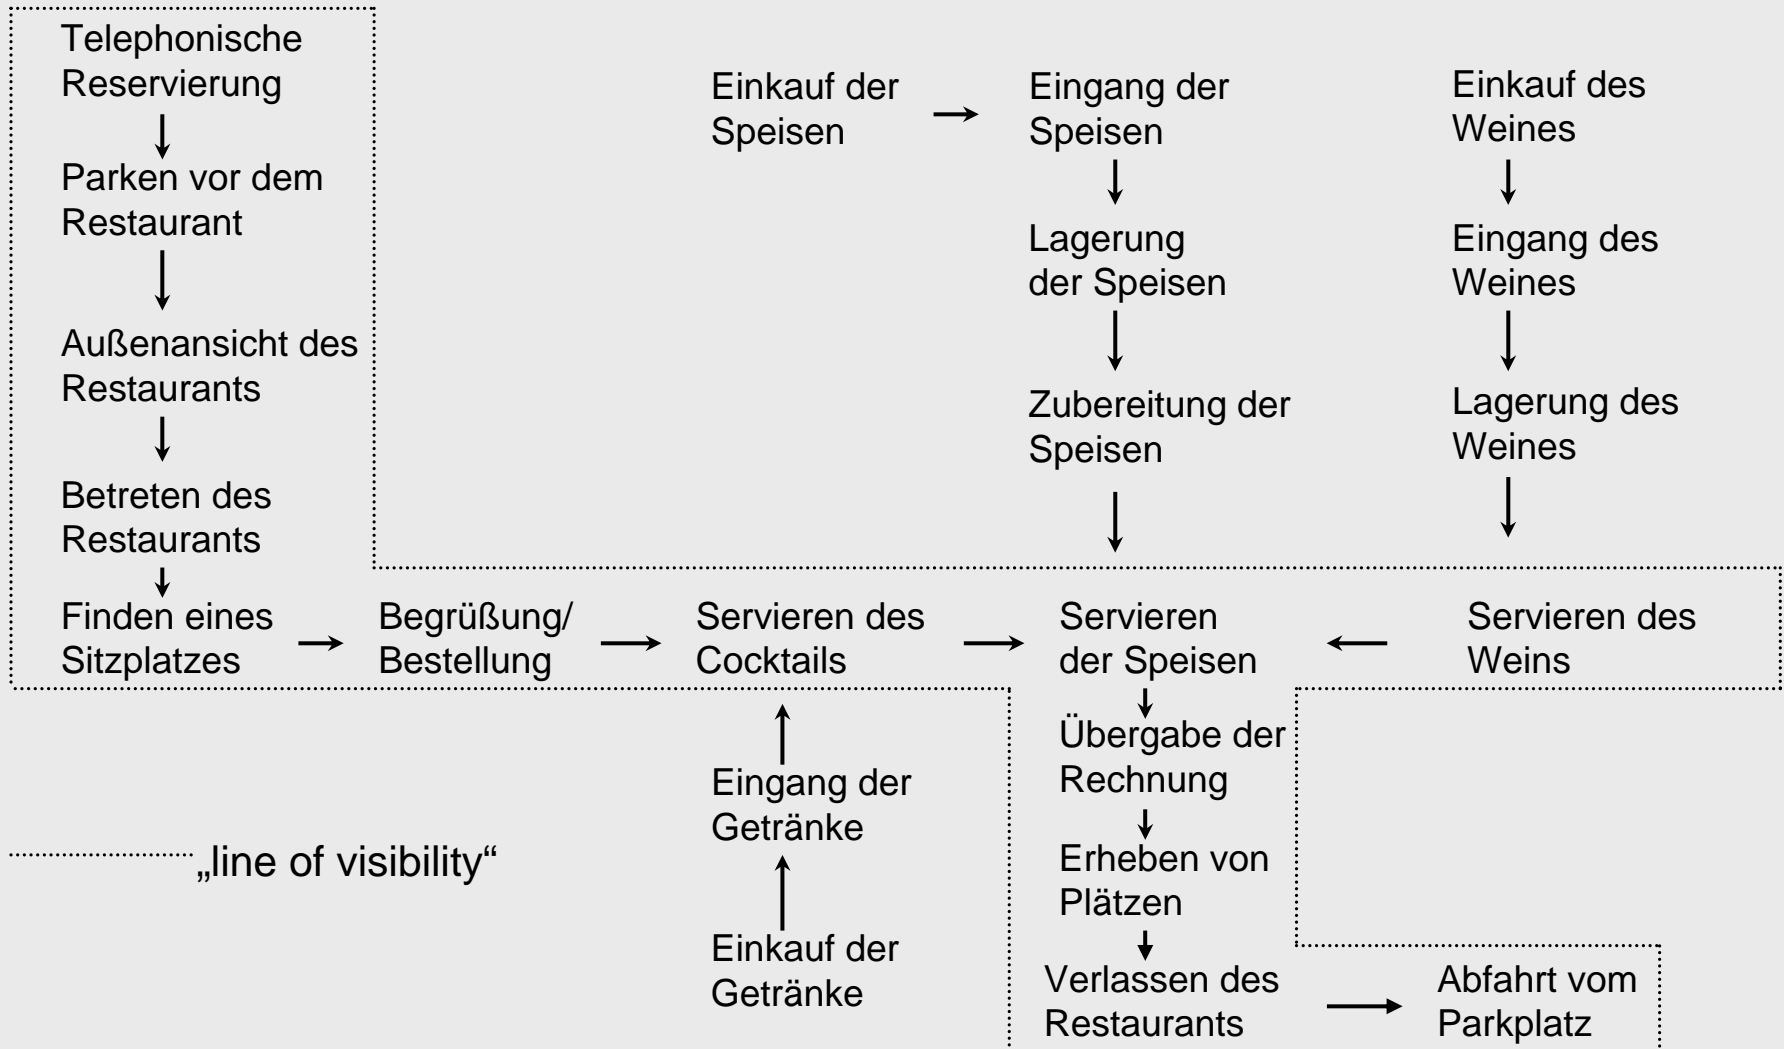 Telephonische
Reservierung
Parken vor dem
Restaurant
Außenansicht des
Restaurants
Betreten des
Restaurants
Finden eines
Sitzplatzes
Begrüßung/
Bestellung
Servieren des
Cocktails
Servieren
der Speisen
Servieren des
Weins
Einkauf der
Speisen
Eingang der
Speisen
Lagerung
der Speisen
Zubereitung der
Speisen
Einkauf des
Weines
Eingang des
Weines
Lagerung des
Weines
Eingang der
Getränke
Einkauf der
Getränke
Übergabe der
Rechnung
Erheben von
Plätzen
Verlassen des
Restaurants
Abfahrt vom
Parkplatz
„line of visibility“